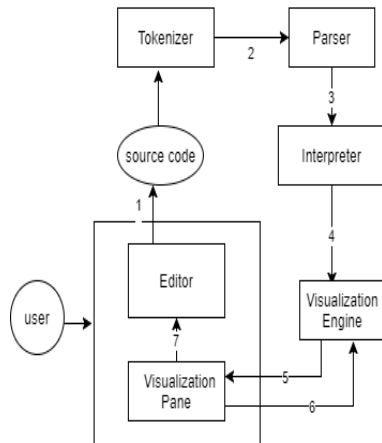 Tokenizer
2
Parser
3
source code
Interpreter
1
4
Editor
user
Visualization
Engine
7
Visualization
Pane
5
6